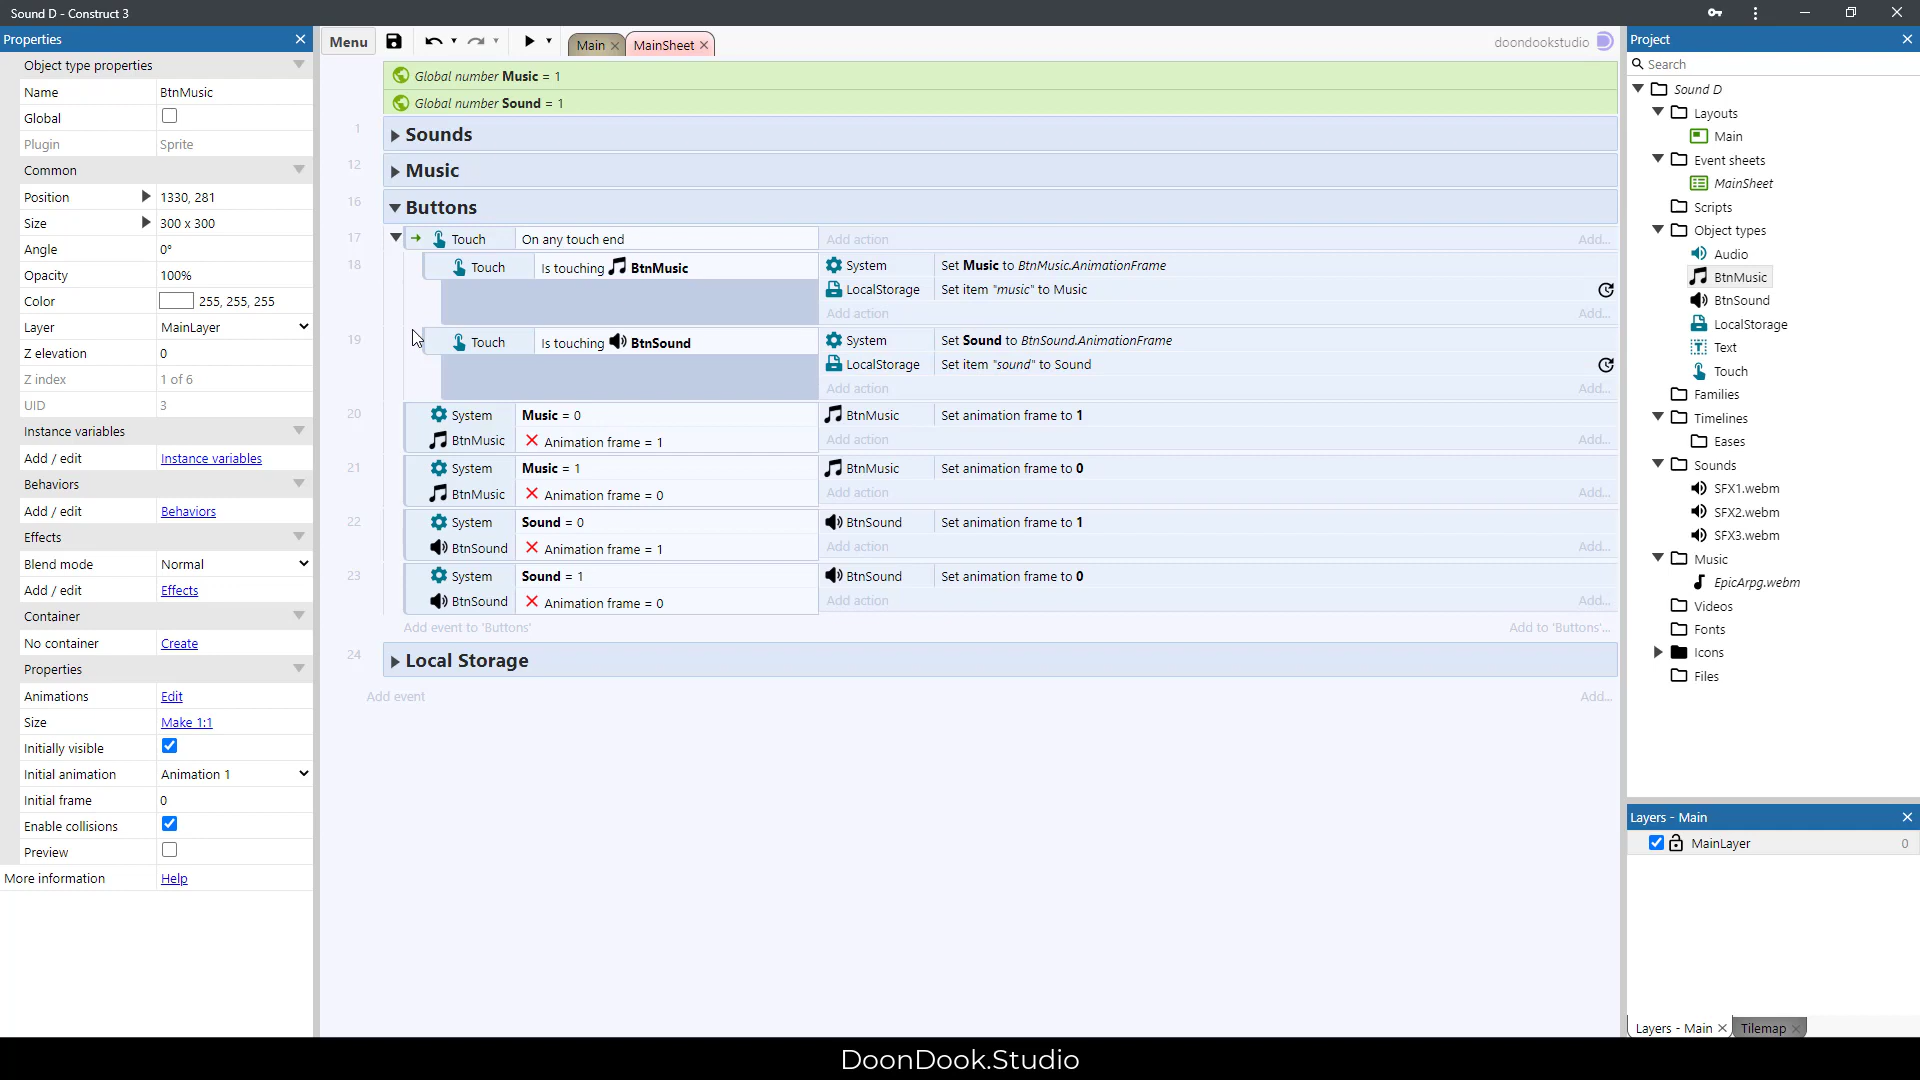 Sound D - Construct 3
Properties
Object type properties
Name BtnMusic
Global
Plugin Sprite
Common
Position 1330, 281
Size 300 x 300
Angle 0°
Opacity 100%
Color 255, 255, 255
Layer MainLayer
Z elevation 0
Z index 1 of 6
UID 3
Instance variables
Add / edit Instance variables
Behaviors
Add / edit Behaviors
Effects
Blend mode Normal
Add / edit Effects
Container
No container Create
Properties
Animations Edit
Size Make 1:1
Initially visible
Initial animation Animation 1
Initial frame 0
Enable collisions
Preview
More information Help
Menu
Main
MainSheet
doondookstudio
Global number Music = 1
Global number Sound = 1
1 Sounds
12 Music
16 Buttons
17 Touch On any touch end Add action Add...
18 Touch Is touching BtnMusic System Set Music to BtnMusic.AnimationFrame
LocalStorage Set item "music" to Music
Add action Add...
19 Touch Is touching BtnSound System Set Sound to BtnSound.AnimationFrame
LocalStorage Set item "sound" to Sound
Add action Add...
20 System Music = 0 BtnMusic Set animation frame to 1
BtnMusic Animation frame = 1 Add action Add...
21 System Music = 1 BtnMusic Set animation frame to 0
BtnMusic Animation frame = 0 Add action Add...
22 System Sound = 0 BtnSound Set animation frame to 1
BtnSound Animation frame = 1 Add action Add...
23 System Sound = 1 BtnSound Set animation frame to 0
BtnSound Animation frame = 0 Add action Add...
Add event to 'Buttons' Add to 'Buttons'...
24 Local Storage
Add event Add...
Project
Search
Sound D
Layouts
Main
Event sheets
MainSheet
Scripts
Object types
Audio
BtnMusic
BtnSound
LocalStorage
Text
Touch
Families
Timelines
Eases
Sounds
SFX1.webm
SFX2.webm
SFX3.webm
Music
EpicArpg.webm
Videos
Fonts
Icons
Files
Layers - Main
MainLayer 0
Layers - Main
Tilemap
DoonDook.Studio